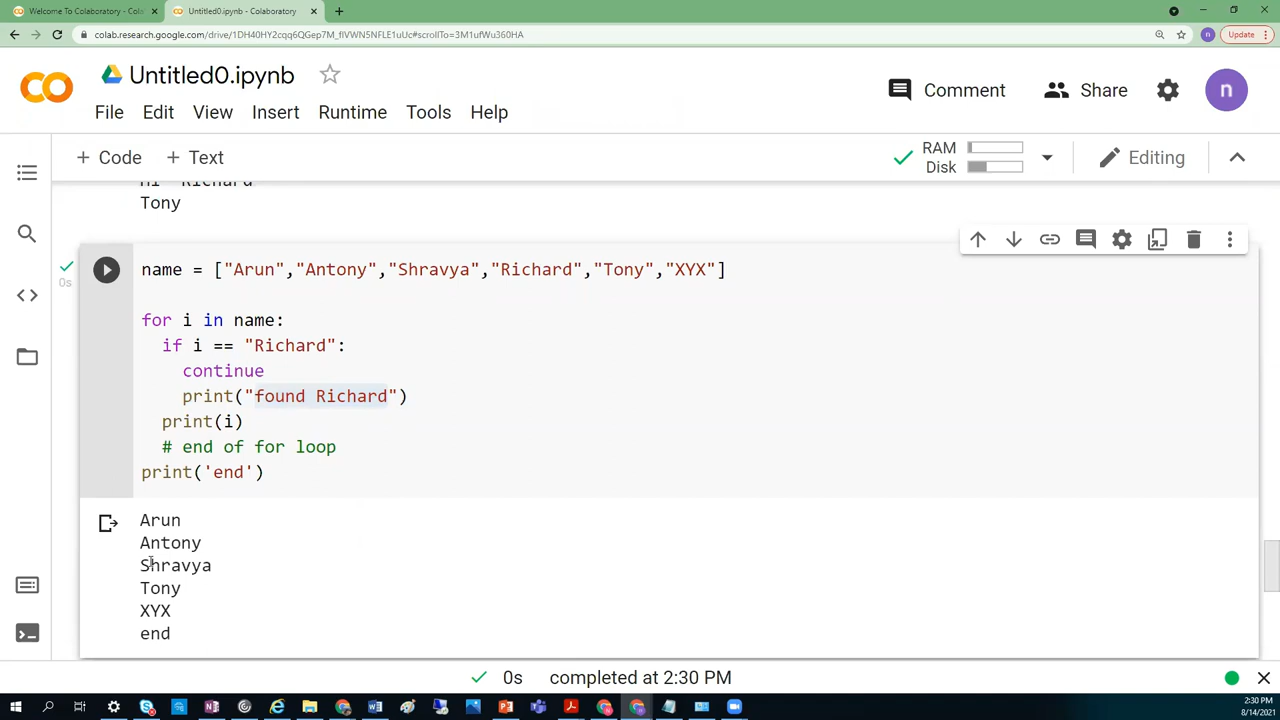 Welcome To Colaboratory - Cola
Untitled0.ipynb - Colaboratory
colab.research.google.com/drive/1DH40HY2cqq6QGep7M_fIVWN5NFLE1uUc#scrollTo=3M1ufWu360HA
n
Update
CO
Untitled0.ipynb
Comment
Share
n
File Edit View Insert Runtime Tools Help
+ Code + Text
RAM
Disk
Editing
Hi Richard
Tony
0s
name = ["Arun","Antony","Shravya","Richard","Tony","XYX"]
for i in name:
if i == "Richard":
continue
print("found Richard")
print(i)
# end of for loop
print('end')
Arun
Antony
Shravya
Tony
XYX
end
0s completed at 2:30 PM
2:30 PM
8/14/2021